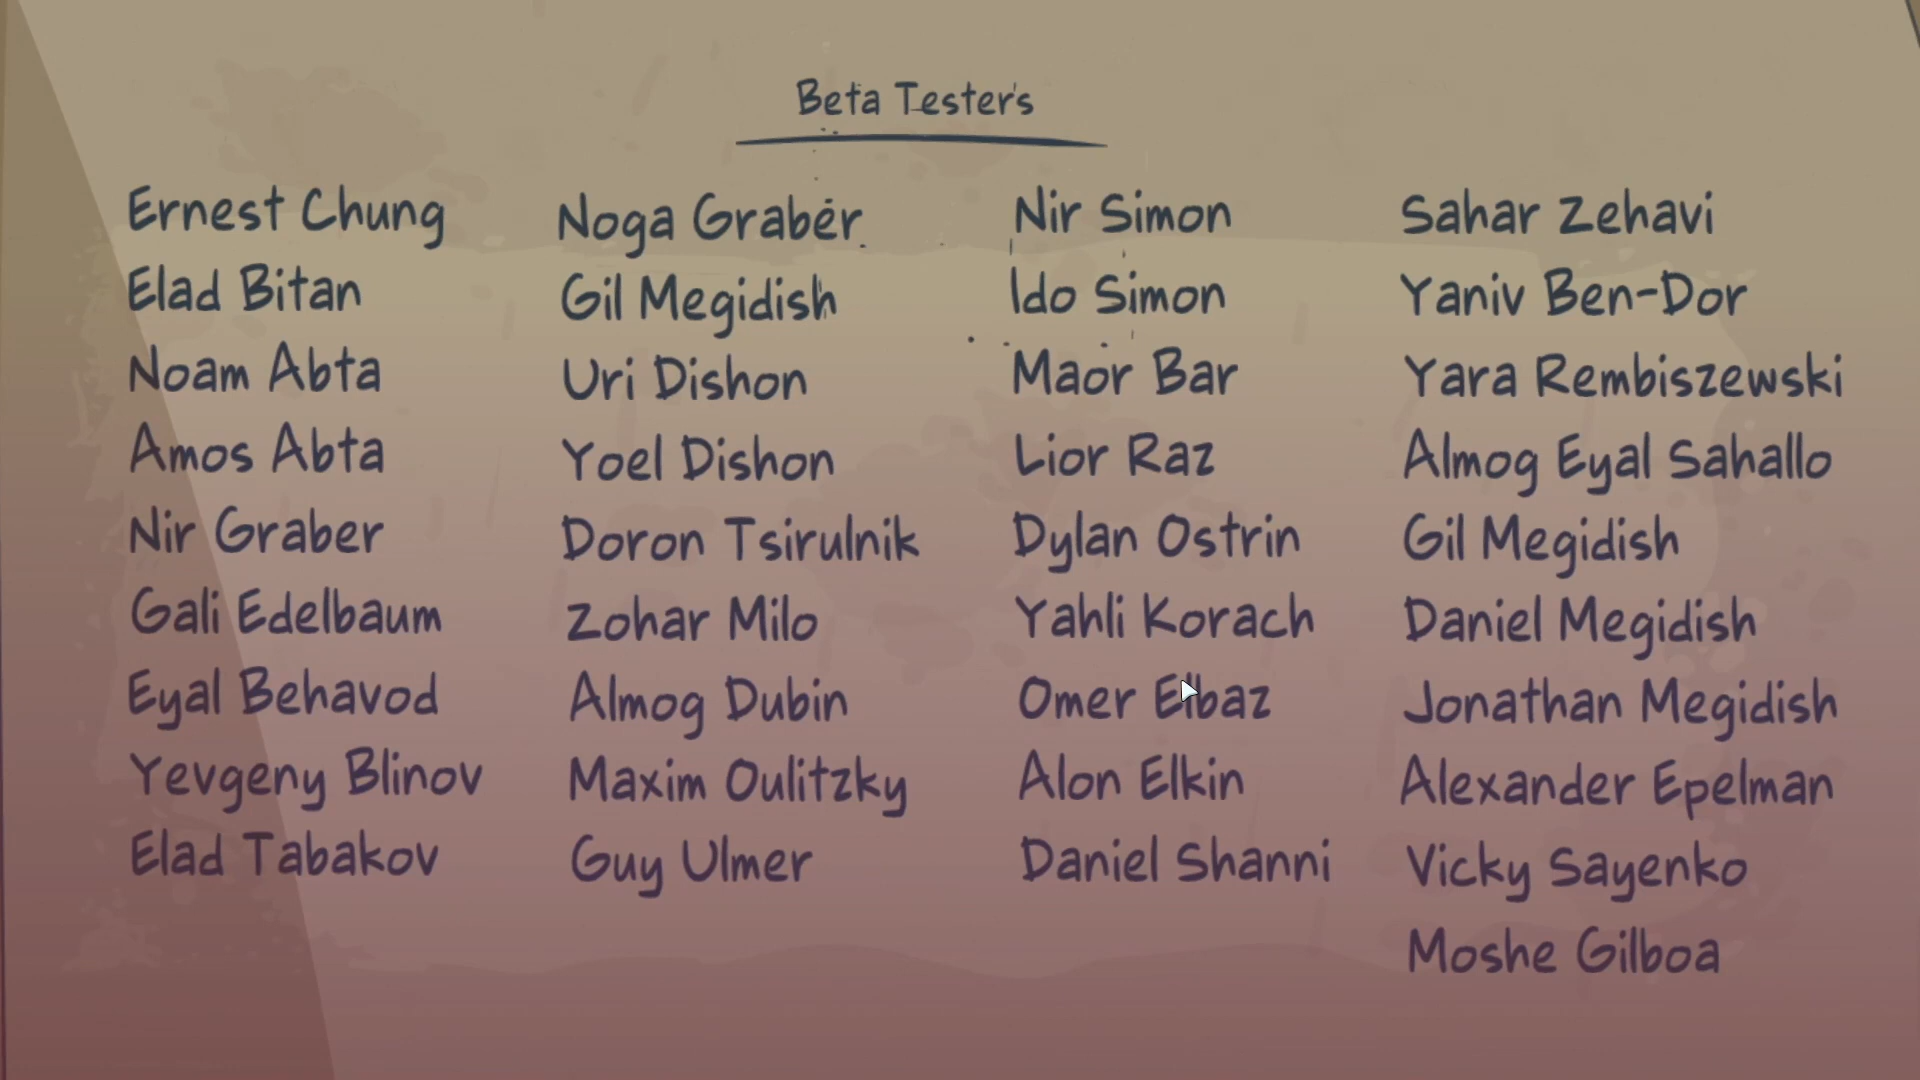 Beta Tester's
Ernest Chung
Elad Bitan
Noam Abta
Amos Abta
Nir Graber
Gali Edelbaum
Eyal Behavod
Yevgeny Blinov
Elad Tabakov
Noga Graber
Gil Megidish
Uri Dishon
Yoel Dishon
Doron Tsirulnik
Zohar Milo
Almog Dubin
Maxim Oulitzky
Guy Ulmer
Nir Simon
Ido Simon
Maor Bar
Lior Raz
Dylan Ostrin
Yahli Korach
Omer Elbaz
Alon Elkin
Daniel Shanni
Sahar Zehavi
Yaniv Ben-Dor
Yara Rembiszewski
Almog Eyal Sahallo
Gil Megidish
Daniel Megidish
Jonathan Megidish
Alexander Epelman
Vicky Sayenko
Moshe Gilboa